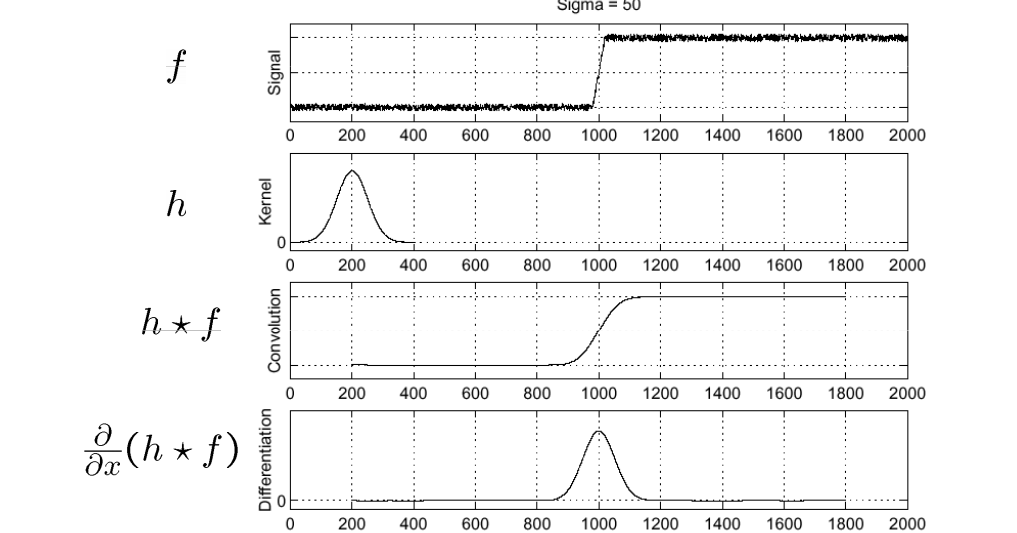 Sigma = 50
f
Signal
0 200 400 600 800 1000 1200 1400 1600 1800 2000
h
Kernel
0
0 200 400 600 800 1000 1200 1400 1600 1800 2000
h ⋆ f
Convolution
0 200 400 600 800 1000 1200 1400 1600 1800 2000
∂/∂x (h ⋆ f)
Differentiation
0
0 200 400 600 800 1000 1200 1400 1600 1800 2000